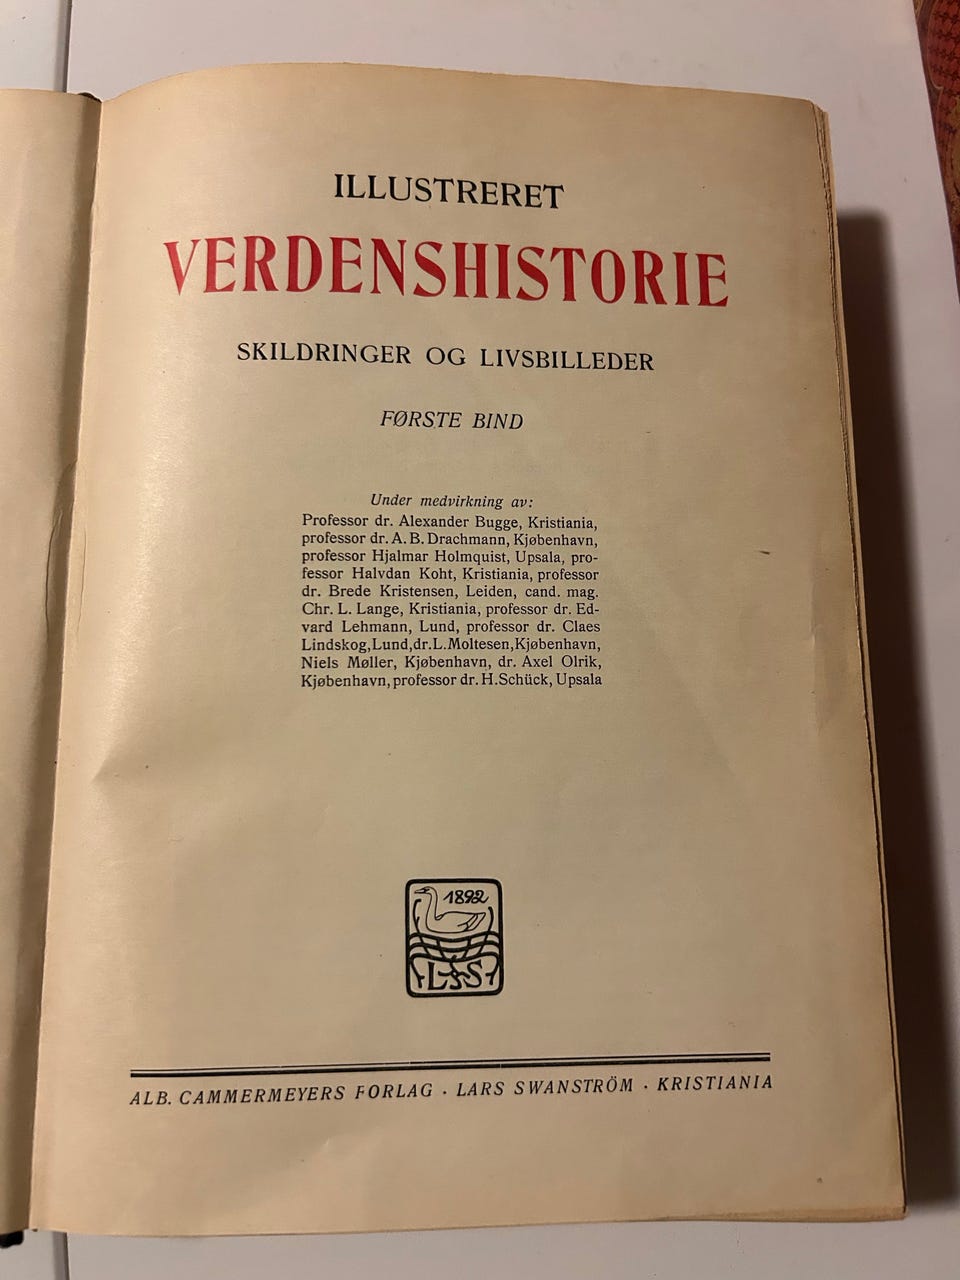 ILLUSTRERET
VERDENSHISTORIE
SKILDRINGER OG LIVSBILLEDER
FØRSTE BIND
Under medvirkning av:
Professor dr. Alexander Bugge, Kristiania,
professor dr. A. B. Drachmann, Kjøbenhavn,
professor Hjalmar Holmquist, Upsala, pro-
fessor Halvdan Koht, Kristiania, professor
dr. Brede Kristensen, Leiden, cand. mag.
Chr. L. Lange, Kristiania, professor dr. Ed-
vard Lehmann, Lund, professor dr. Claes
Lindskog, Lund, dr. L. Moltesen, Kjøbenhavn,
Niels Møller, Kjøbenhavn, dr. Axel Olrik,
Kjøbenhavn, professor dr. H. Schück, Upsala
1892
L S
ALB. CAMMERMEYERS FORLAG · LARS SWANSTRÖM · KRISTIANIA